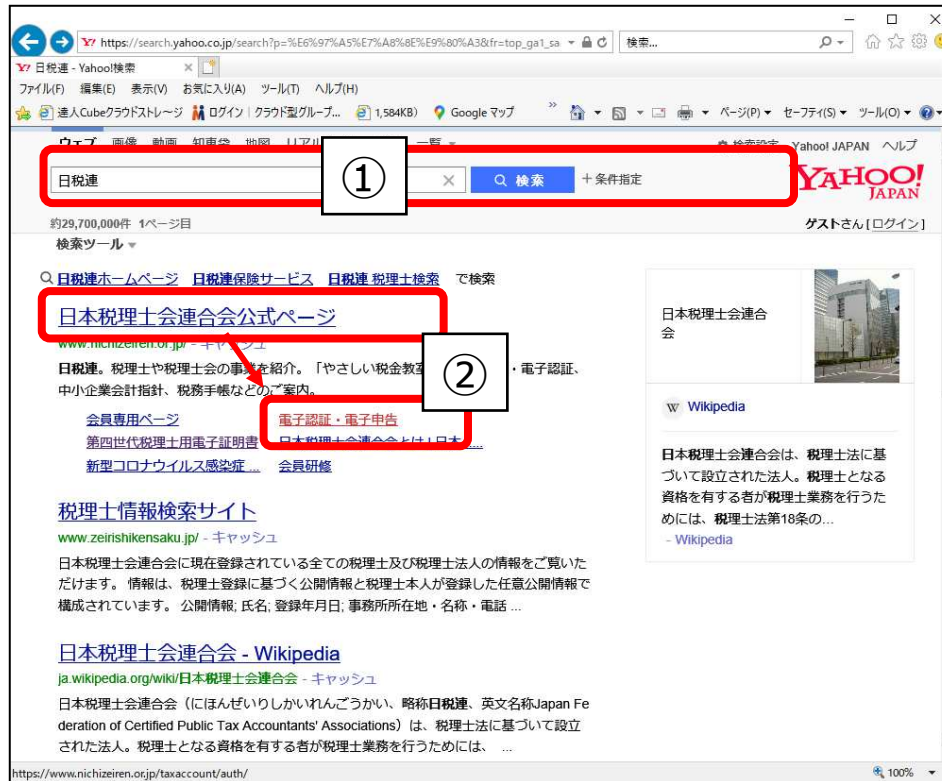 https://search.yahoo.co.jp/search?p=%E6%97%A5%E7%A8%8E%E9%80%A3&fr=top_ga1_sa
検索...
日税連 - Yahoo!検索
ファイル(F) 編集(E) 表示(V) お気に入り(A) ツール(T) ヘルプ(H)
達人Cubeクラウドストレージ ログイン | クラウド型グループ... 1,584KB) Google マップ » ページ(P) セーフティ(S) ツール(O)
ウェブ 画像 動画 知恵袋 地図 リアル 一覧 検索設定 Yahoo! JAPAN ヘルプ
①
日税連 検索 +条件指定
YAHOO!
JAPAN
約29,700,000件 1ページ目
ゲストさん [ログイン]
検索ツール
日税連ホームページ 日税連保険サービス 日税連 税理士検索 で検索
日本税理士会連合会公式ページ
www.nichizeiren.or.jp/ - キャッシュ
②
日税連。税理士や税理士会の事業を紹介。「やさしい税金教室 ・電子認証、
中小企業会計指針、税務手帳などのご案内。
会員専用ページ 電子認証・電子申告
第四世代税理士用電子証明書 日本税理士会連合会とは | 日本 ...
新型コロナウイルス感染症 ... 会員研修
税理士情報検索サイト
www.zeirishikensaku.jp/ - キャッシュ
日本税理士会連合会に現在登録されている全ての税理士及び税理士法人の情報をご覧いた
だけます。 情報は、税理士登録に基づく公開情報と税理士本人が登録した任意公開情報で
構成されています。 公開情報; 氏名; 登録年月日; 事務所所在地・名称・電話 ...
日本税理士会連合会 - Wikipedia
ja.wikipedia.org/wiki/日本税理士会連合会 - キャッシュ
日本税理士会連合会（にほんぜいりしかいれんごうかい、略称日税連、英文名称Japan Fe
deration of Certified Public Tax Accountants' Associations）は、税理士法に基づいて設立
された法人。税理士となる資格を有する者が税理士業務を行うためには、 ...
日本税理士会連合
会
W Wikipedia
日本税理士会連合会は、税理士法に基
づいて設立された法人。税理士となる
資格を有する者が税理士業務を行うた
めには、税理士法第18条の...
- Wikipedia
https://www.nichizeiren.or.jp/taxaccount/auth/
100%